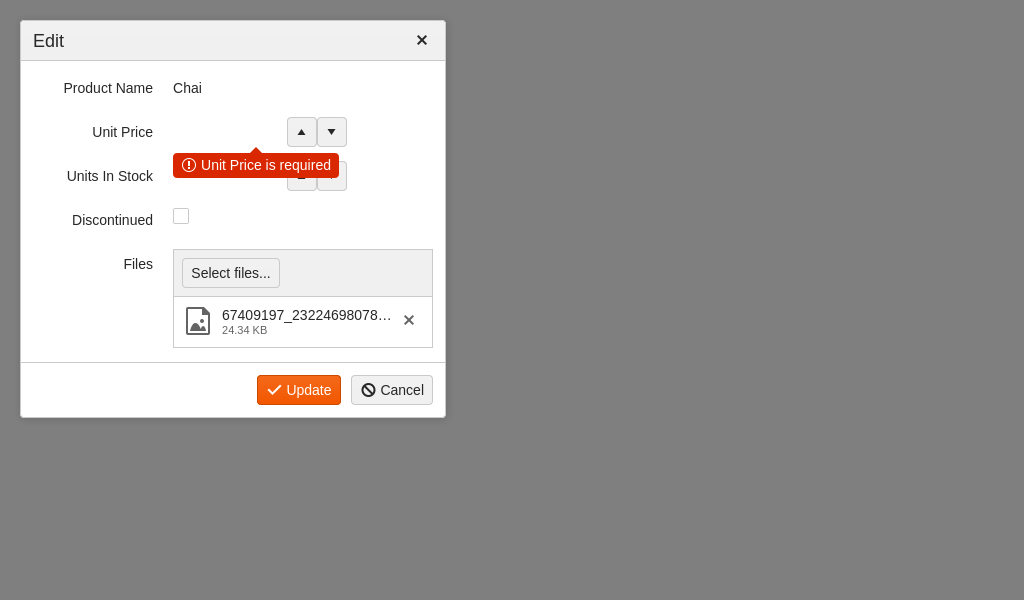 Edit
Product Name Chai
Unit Price
Unit Price is required
Units In Stock
Discontinued
Files
Select files...
67409197_23224698078…
24.34 KB
Update Cancel